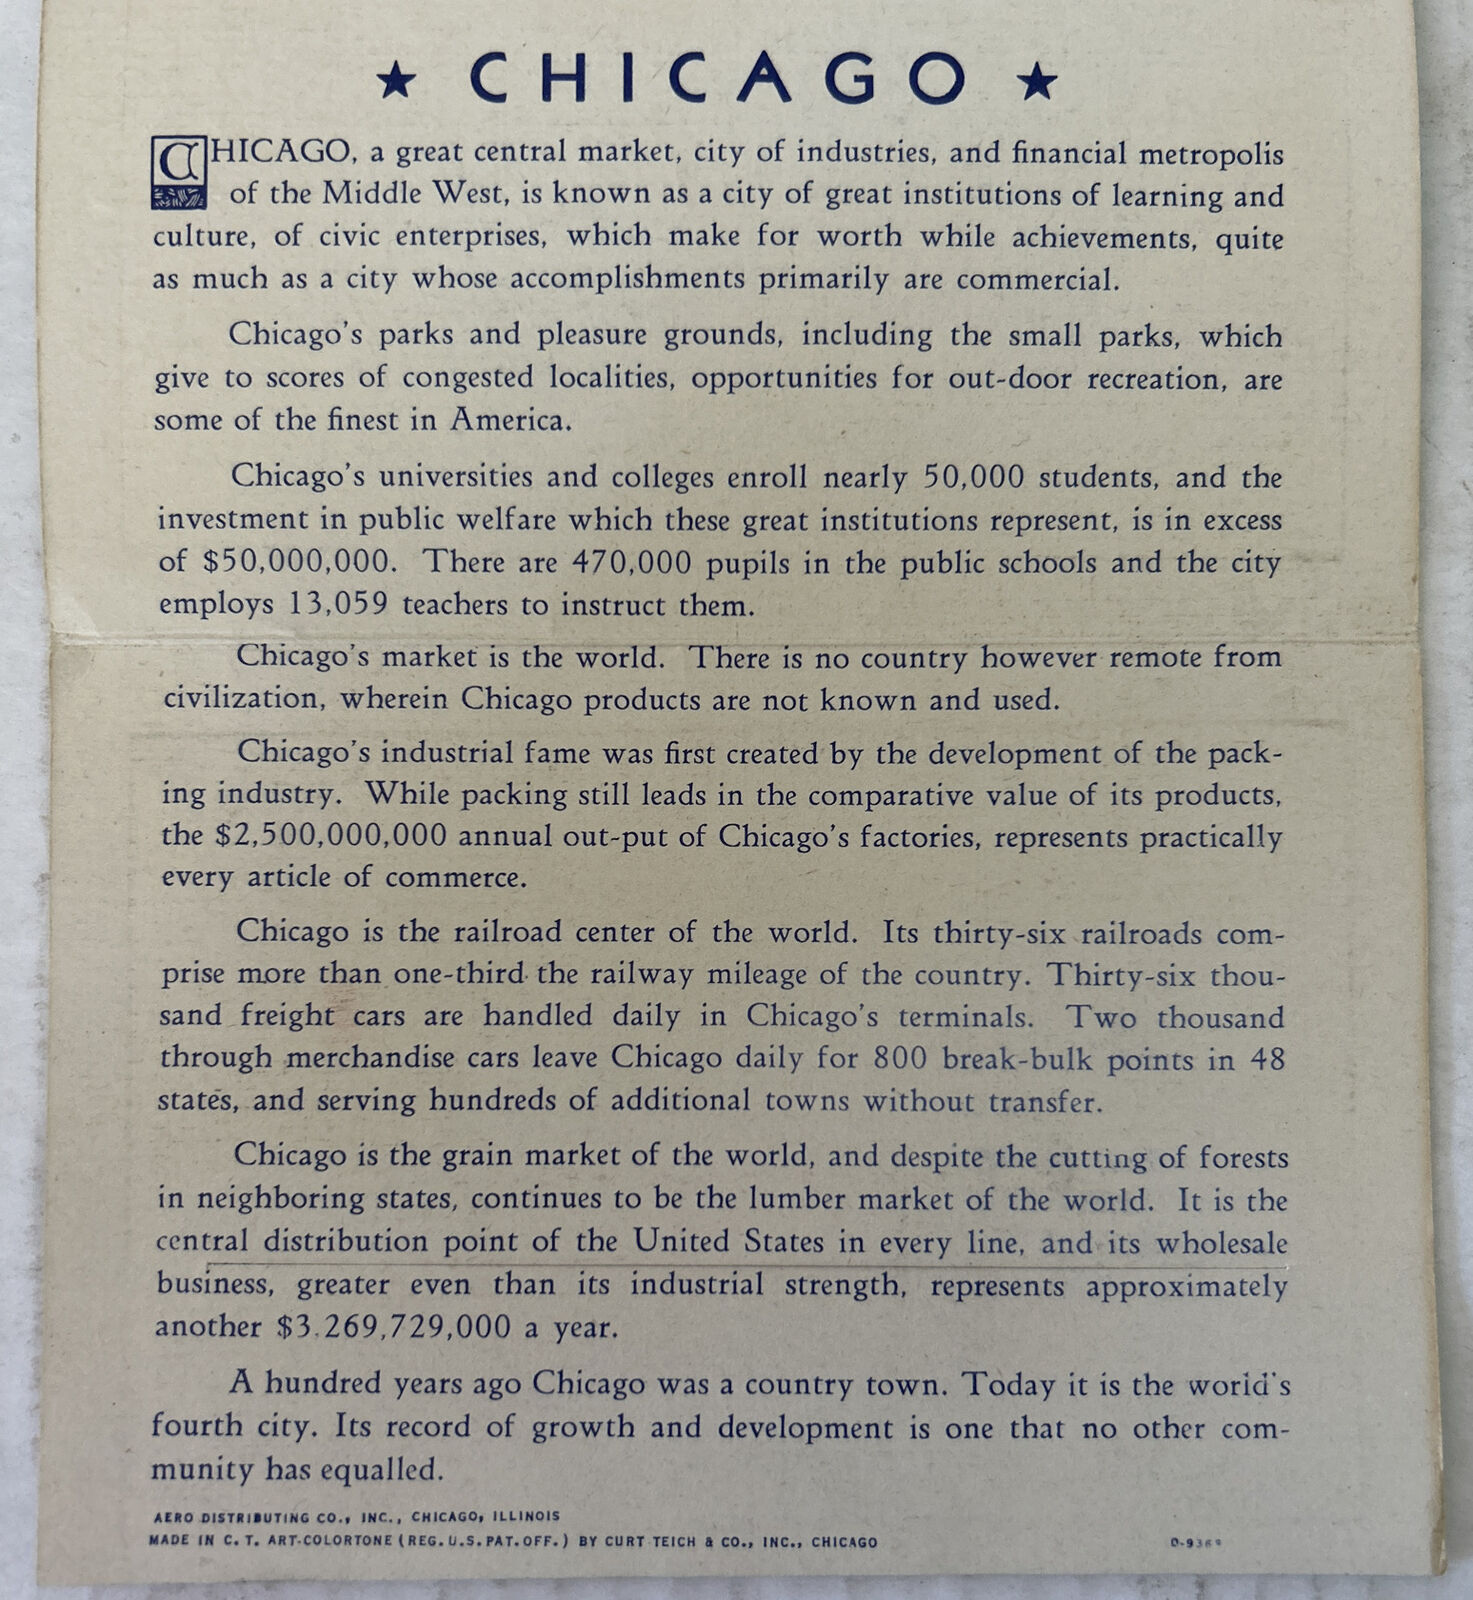 ★ CHICAGO ★
CHICAGO, a great central market, city of industries, and financial metropolis
of the Middle West, is known as a city of great institutions of learning and
culture, of civic enterprises, which make for worth while achievements, quite
as much as a city whose accomplishments primarily are commercial.
Chicago's parks and pleasure grounds, including the small parks, which
give to scores of congested localities, opportunities for out-door recreation, are
some of the finest in America.
Chicago's universities and colleges enroll nearly 50,000 students, and the
investment in public welfare which these great institutions represent, is in excess
of $50,000,000. There are 470,000 pupils in the public schools and the city
employs 13,059 teachers to instruct them.
Chicago's market is the world. There is no country however remote from
civilization, wherein Chicago products are not known and used.
Chicago's industrial fame was first created by the development of the pack-
ing industry. While packing still leads in the comparative value of its products,
the $2,500,000,000 annual out-put of Chicago's factories, represents practically
every article of commerce.
Chicago is the railroad center of the world. Its thirty-six railroads com-
prise more than one-third the railway mileage of the country. Thirty-six thou-
sand freight cars are handled daily in Chicago's terminals. Two thousand
through merchandise cars leave Chicago daily for 800 break-bulk points in 48
states, and serving hundreds of additional towns without transfer.
Chicago is the grain market of the world, and despite the cutting of forests
in neighboring states, continues to be the lumber market of the world. It is the
central distribution point of the United States in every line, and its wholesale
business, greater even than its industrial strength, represents approximately
another $3,269,729,000 a year.
A hundred years ago Chicago was a country town. Today it is the world's
fourth city. Its record of growth and development is one that no other com-
munity has equalled.
AERO DISTRIBUTING CO., INC., CHICAGO, ILLINOIS
MADE IN C. T. ART-COLORTONE (REG. U.S. PAT. OFF.) BY CURT TEICH & CO., INC., CHICAGO